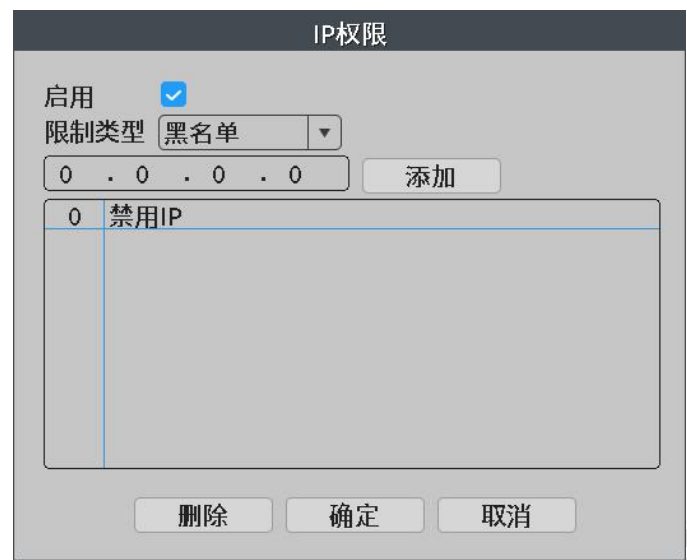 IP权限
启用
限制类型 黑名单
0 . 0 . 0 . 0 添加
0 禁用IP
删除 确定 取消